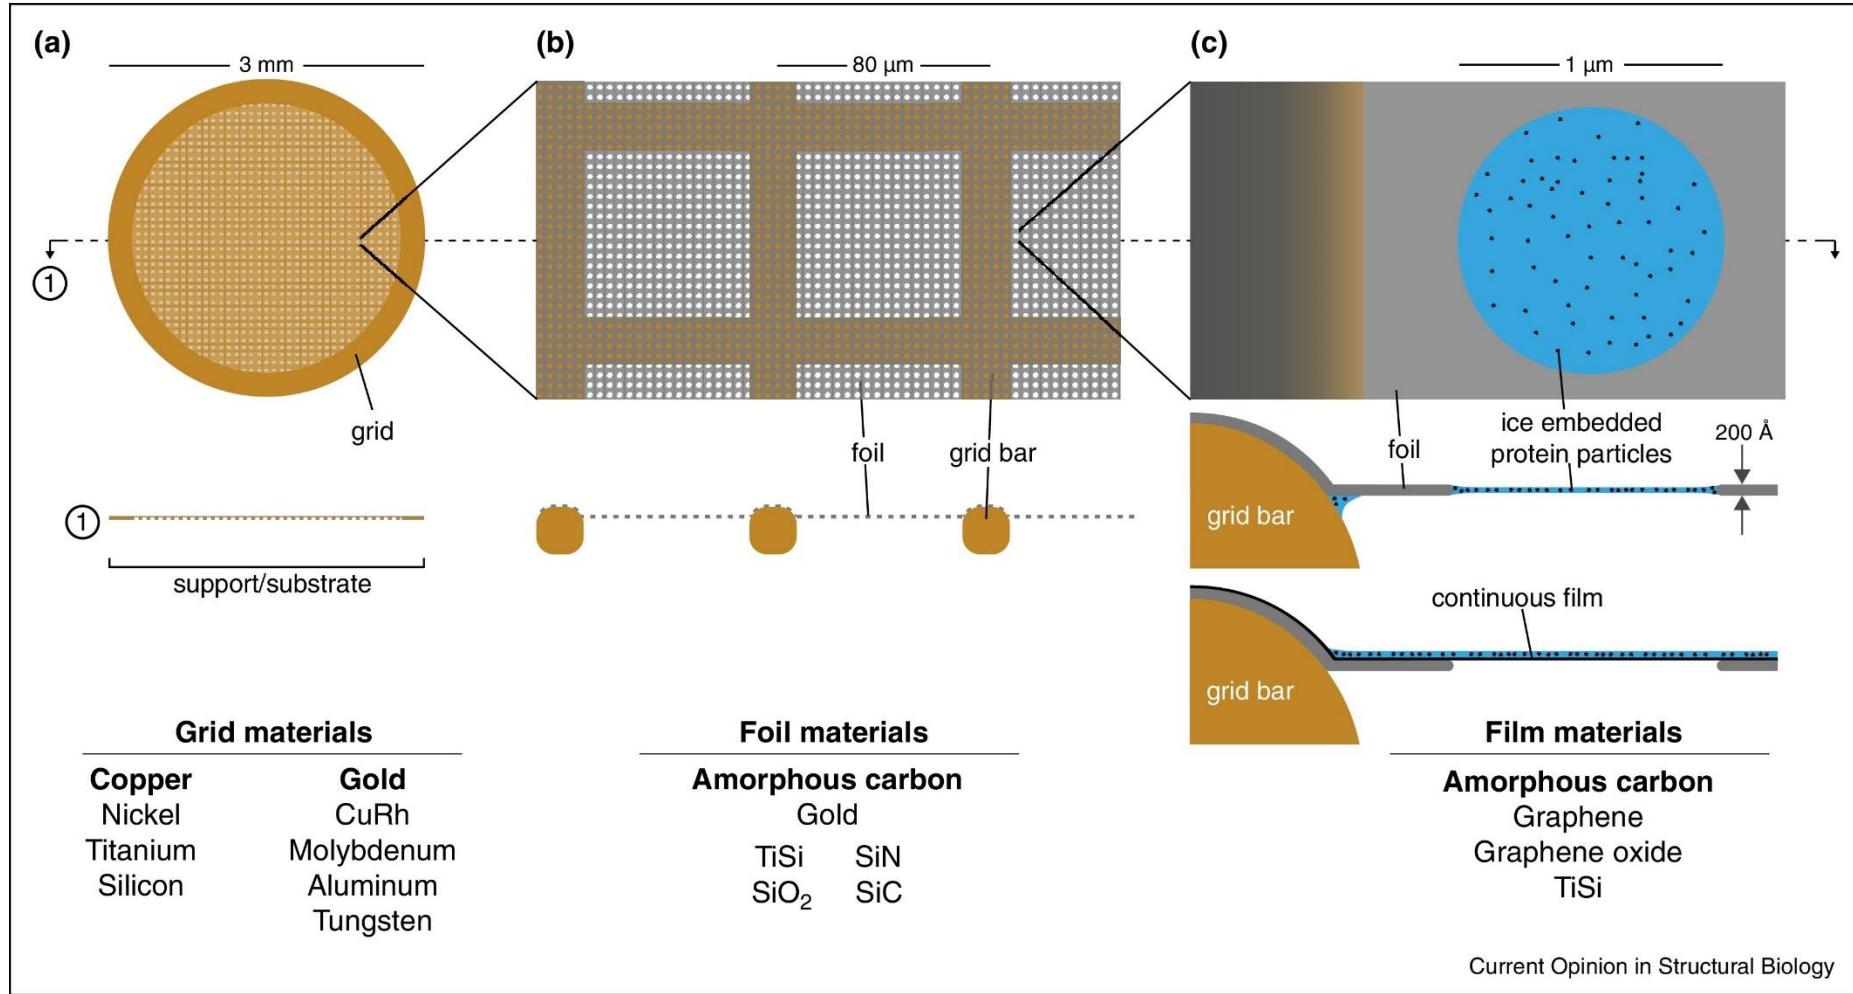 (a)
3 mm
grid
1
1
support/substrate
(b)
80 µm
foil
grid bar
(c)
1 µm
ice embedded
protein particles
foil
200 Å
grid bar
continuous film
grid bar
Grid materials
Copper
Nickel
Titanium
Silicon
Gold
CuRh
Molybdenum
Aluminum
Tungsten
Foil materials
Amorphous carbon
Gold
TiSi SiN
SiO₂ SiC
Film materials
Amorphous carbon
Graphene
Graphene oxide
TiSi
Current Opinion in Structural Biology